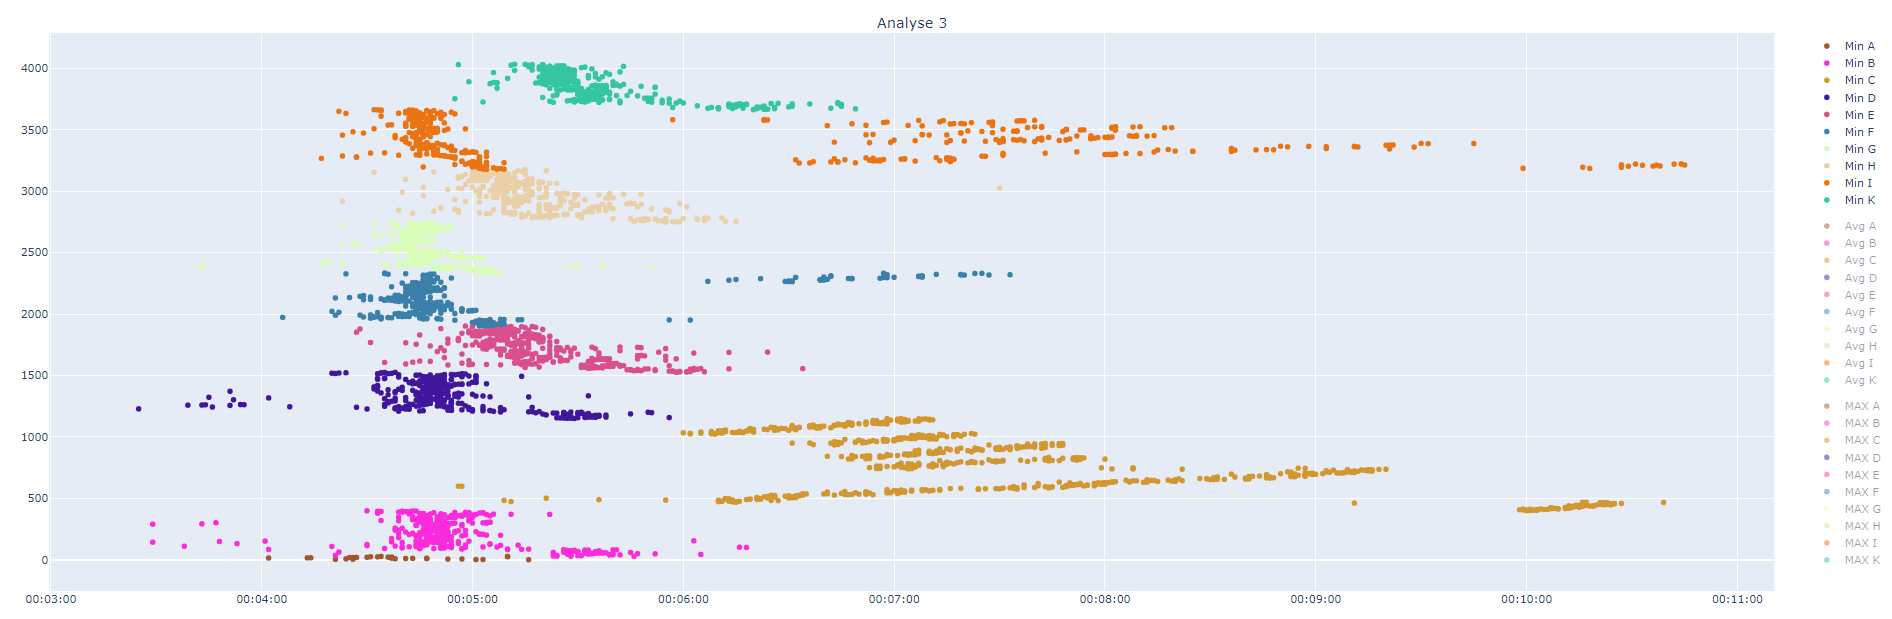 Analyse 3
4000
3500
3000
2500
2000
1500
1000
500
0
00:03:00
00:04:00
00:05:00
00:06:00
00:07:00
00:08:00
00:09:00
00:10:00
00:11:00
Min A
Min B
Min C
Min D
Min E
Min F
Min G
Min H
Min I
Min K
Avg A
Avg B
Avg C
Avg D
Avg E
Avg F
Avg G
Avg H
Avg I
Avg K
MAX A
MAX B
MAX C
MAX D
MAX E
MAX F
MAX G
MAX H
MAX I
MAX K